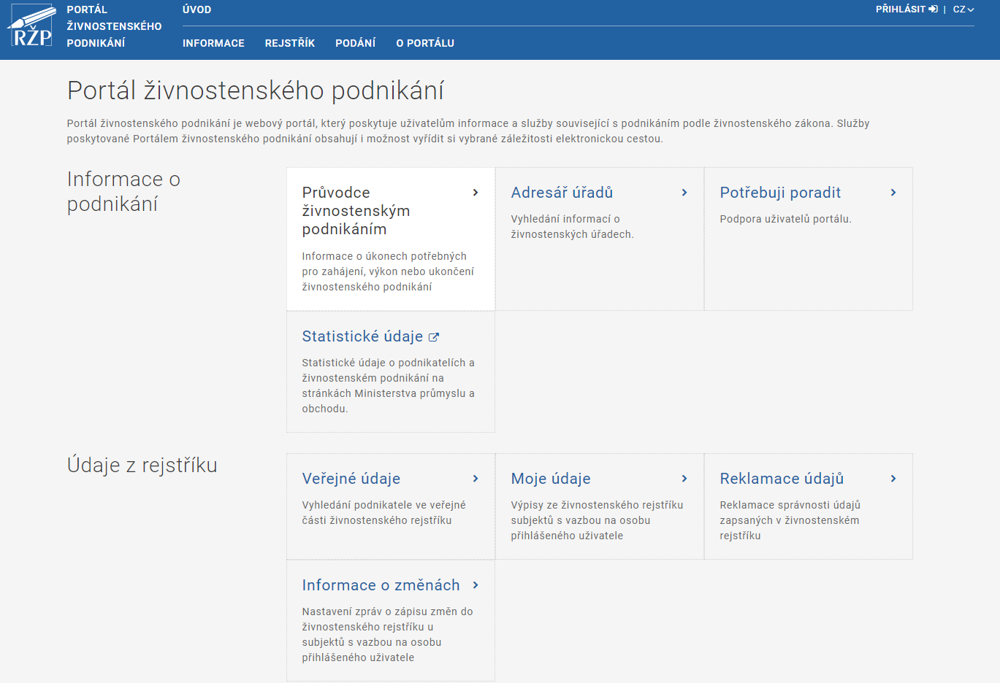 RŽP
PORTÁL
ŽIVNOSTENSKÉHO
PODNIKÁNÍ
ÚVOD
PŘIHLÁSIT | CZ
INFORMACE REJSTŘÍK PODÁNÍ O PORTÁLU
Portál živnostenského podnikání
Portál živnostenského podnikání je webový portál, který poskytuje uživatelům informace a služby související s podnikáním podle živnostenského zákona. Služby
poskytované Portálem živnostenského podnikání obsahují i možnost vyřídit si vybrané záležitosti elektronickou cestou.
Informace o
podnikání
Průvodce
živnostenským
podnikáním
Informace o úkonech potřebných
pro zahájení, výkon nebo ukončení
živnostenského podnikání
Adresář úřadů
Vyhledání informací o
živnostenských úřadech.
Potřebuji poradit
Podpora uživatelů portálu.
Statistické údaje
Statistické údaje o podnikatelích a
živnostenském podnikání na
stránkách Ministerstva průmyslu a
obchodu.
Údaje z rejstříku
Veřejné údaje
Vyhledání podnikatele ve veřejné
části živnostenského rejstříku
Moje údaje
Výpisy ze živnostenského rejstříku
subjektů s vazbou na osobu
přihlášeného uživatele
Reklamace údajů
Reklamace správnosti údajů
zapsaných v živnostenském
rejstříku
Informace o změnách
Nastavení zpráv o zápisu změn do
živnostenského rejstříku u
subjektů s vazbou na osobu
přihlášeného uživatele